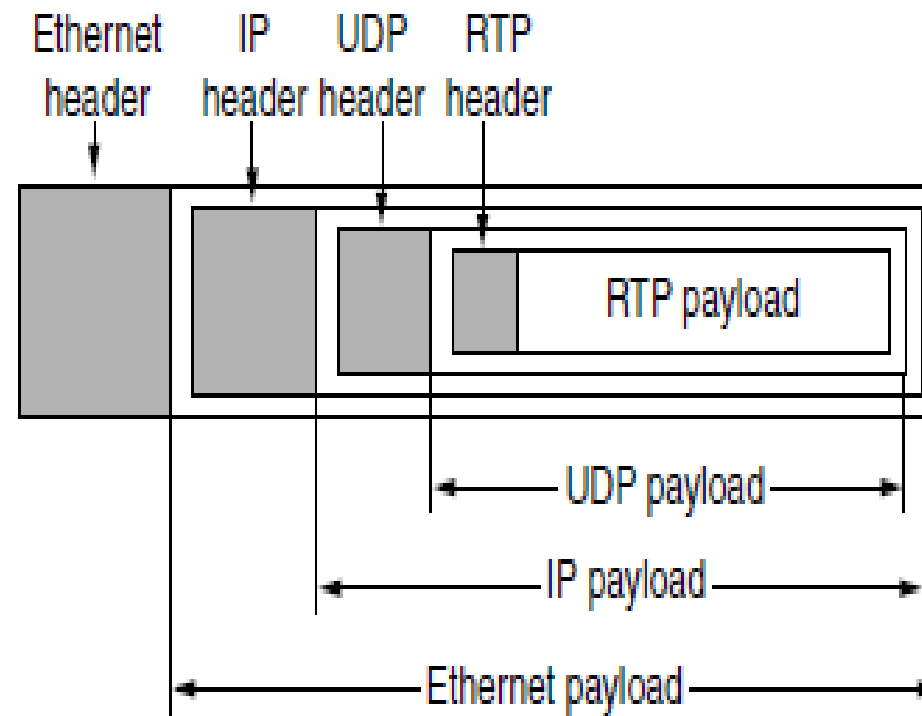 Ethernet IP UDP RTP
header header header header
RTP payload
UDP payload
IP payload
Ethernet payload